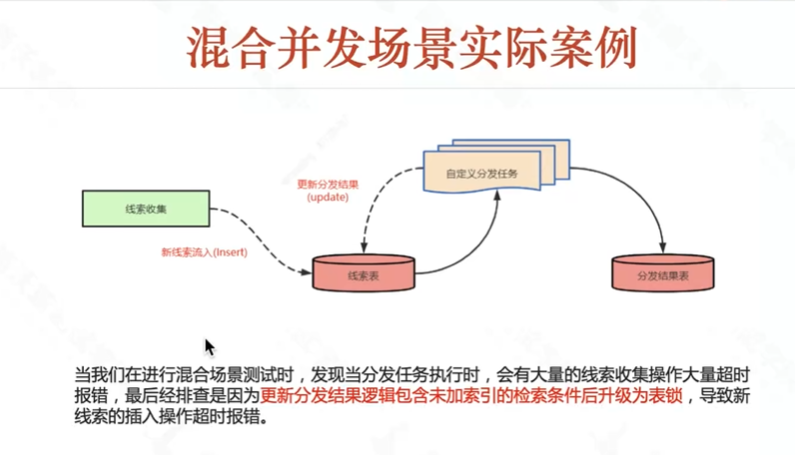 混合并发场景实际案例
自定义分发任务
更新分发结果
(update)
线索收集
新线索流入(Insert)
线索表
分发结果表
当我们在进行混合场景测试时，发现当分发任务执行时，会有大量的线索收集操作大量超时
报错，最后经排查是因为更新分发结果逻辑包含未加索引的检索条件后升级为表锁，导致新
线索的插入操作超时报错。